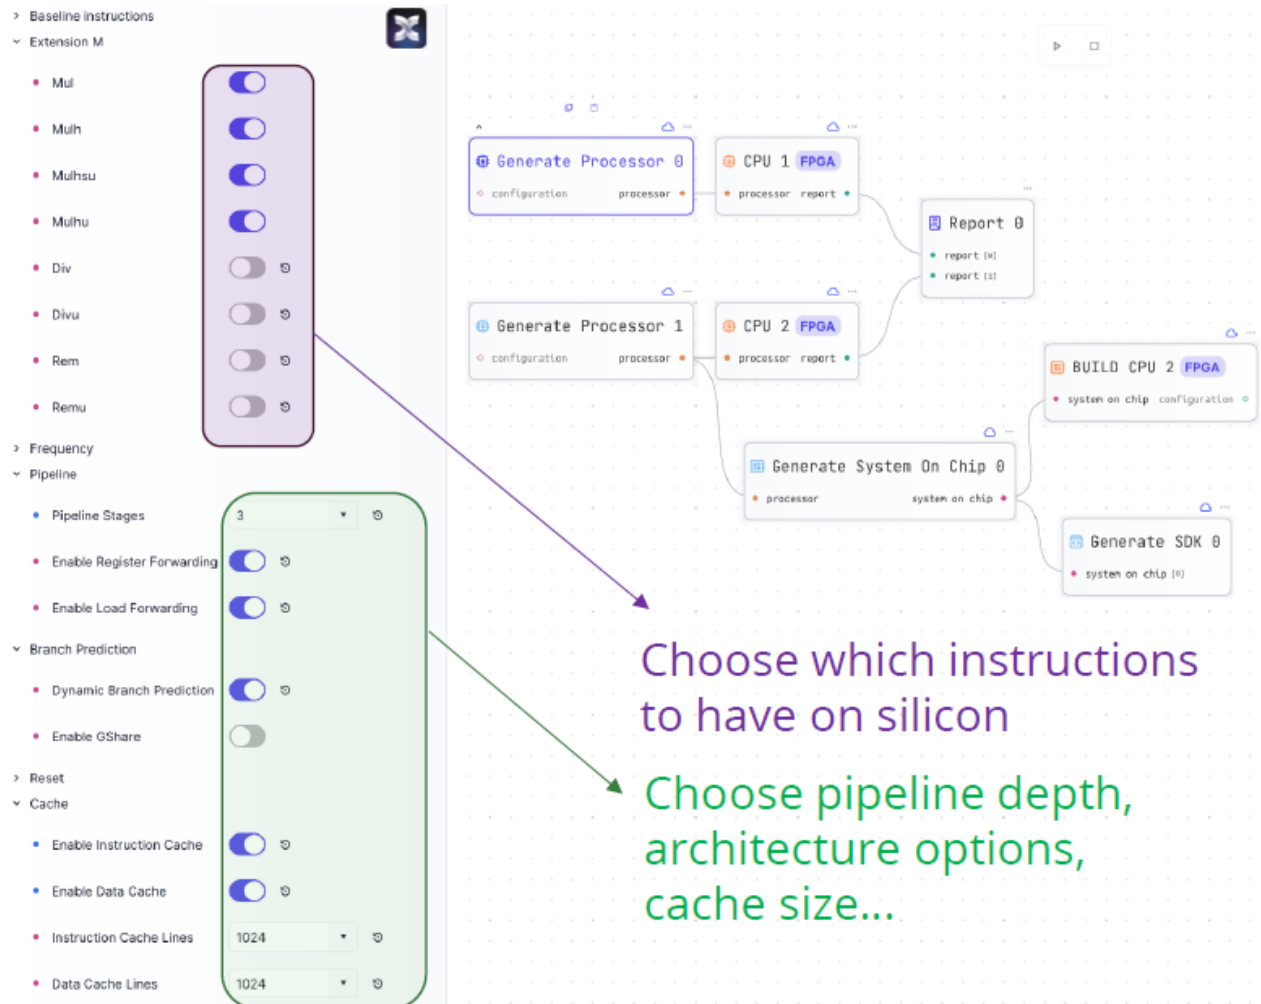 Baseline instructions
Extension M
Mul
Mulh
Mulhsu
Mulhu
Div
Divu
Rem
Remu
Frequency
Pipeline
Pipeline Stages 3
Enable Register Forwarding
Enable Load Forwarding
Branch Prediction
Dynamic Branch Prediction
Enable GShare
Reset
Cache
Enable Instruction Cache
Enable Data Cache
Instruction Cache Lines 1024
Data Cache Lines 1024
Generate Processor 0
configuration processor
CPU 1 FPGA
processor report
Report 0
report [0]
report [1]
Generate Processor 1
configuration processor
CPU 2 FPGA
processor report
BUILD CPU 2 FPGA
system on chip configuration
Generate System On Chip 0
processor system on chip
Generate SDK 0
system on chip [0]
Choose which instructions
to have on silicon
Choose pipeline depth,
architecture options,
cache size...